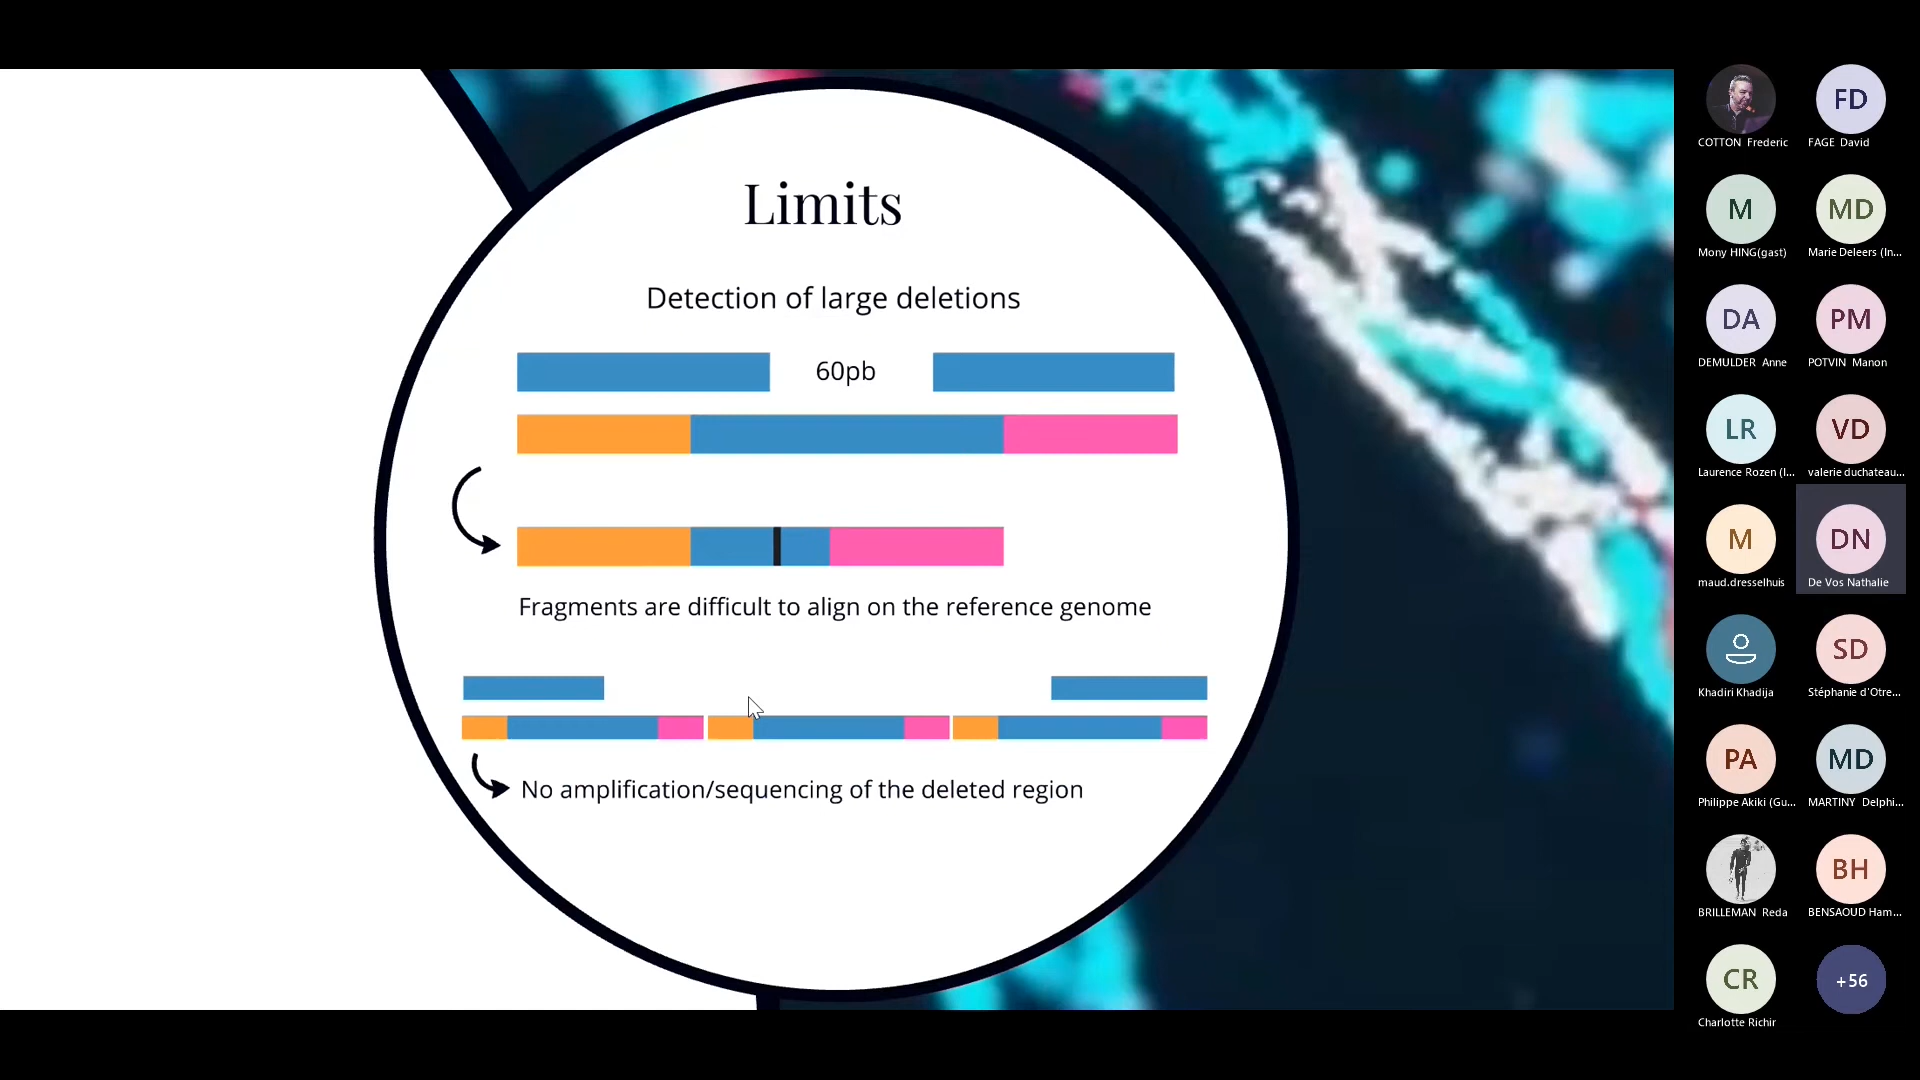 Limits
Detection of large deletions
60pb
Fragments are difficult to align on the reference genome
No amplification/sequencing of the deleted region
COTTON Frederic
FD
FAGE David
M
Mony HING(gast)
MD
Marie Deleers (In...
DA
DEMULDER Anne
PM
POTVIN Manon
LR
Laurence Rozen (I...
VD
valerie duchateau...
M
maud.dresselhuis
DN
De Vos Nathalie
Khadiri Khadija
SD
Stéphanie d'Otre...
PA
Philippe Akiki (Gu...
MD
MARTINY Delphi...
BRILLEMAN Reda
BH
BENSAOUD Ham...
CR
Charlotte Richir
+56